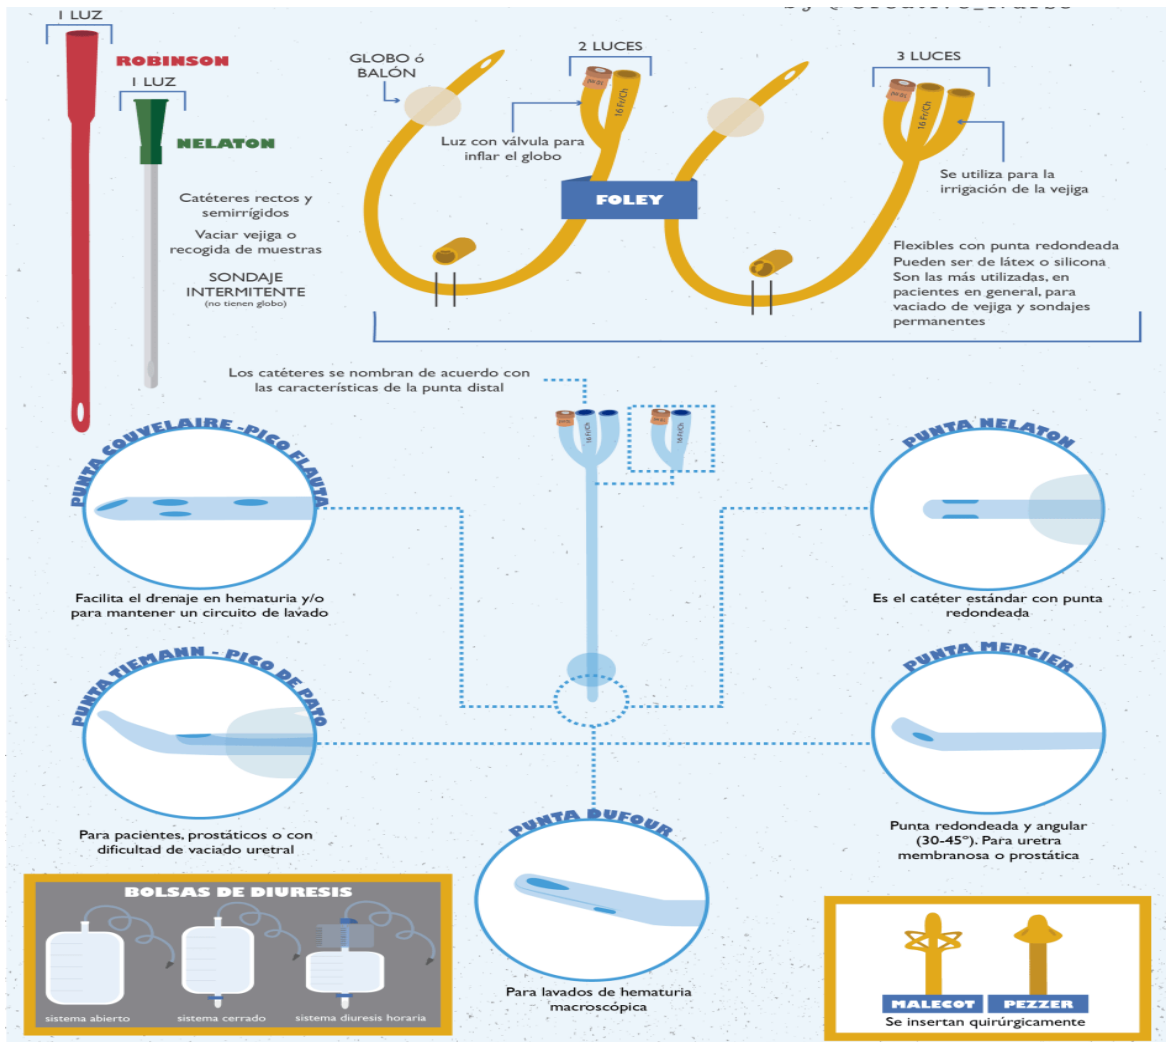 1 LUZ
ROBINSON
1 LUZ
NELATON
Catéteres rectos y
semirrígidos
Vaciar vejiga o
recogida de muestras
SONDAJE
INTERMITENTE
(no tienen globo)
GLOBO ó
BALÓN
2 LUCES
16 Fr/Ch
Luz con válvula para
inflar el globo
FOLEY
3 LUCES
16 Fr/Ch
Se utiliza para la
irrigación de la vejiga
Flexibles con punta redondeada
Pueden ser de látex o silicona
Son las más utilizadas, en
pacientes en general, para
vaciado de vejiga y sondajes
permanentes
Los catéteres se nombran de acuerdo con
las características de la punta distal
16 Fr/Ch
16 Fr/Ch
PUNTA COUVELAIRE -PICO FLAUTA
Facilita el drenaje en hematuria y/o
para mantener un circuito de lavado
PUNTA NELATON
Es el catéter estándar con punta
redondeada
PUNTA TIEMANN - PICO DE PATO
Para pacientes, prostáticos o con
dificultad de vaciado uretral
PUNTA MERCIER
Punta redondeada y angular
(30-45º). Para uretra
membranosa o prostática
PUNTA DUFOUR
Para lavados de hematuria
macroscópica
BOLSAS DE DIURESIS
sistema abierto
sistema cerrado
sistema diuresis horaria
MALECOT
PEZZER
Se insertan quirúrgicamente